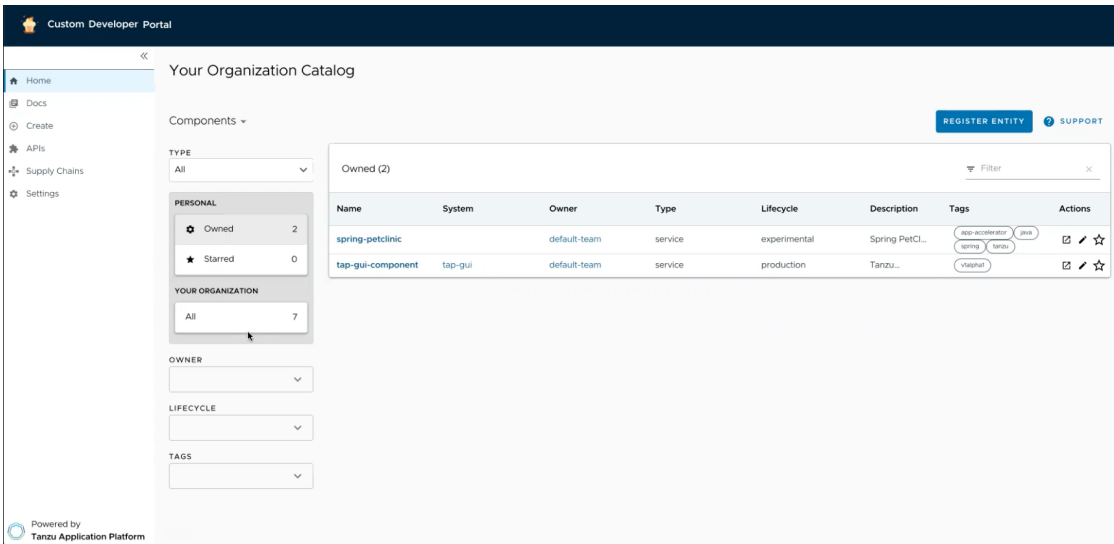 Custom Developer Portal
Home
Docs
Create
APIs
Supply Chains
Settings
Your Organization Catalog
Components
REGISTER ENTITY
SUPPORT
TYPE
All
PERSONAL
Owned 2
Starred 0
YOUR ORGANIZATION
All 7
OWNER
LIFECYCLE
TAGS
Owned (2)
Filter
Name System Owner Type Lifecycle Description Tags Actions
spring-petclinic default-team service experimental Spring PetCl... app-accelerator java
spring tanzu
tap-gui-component tap-gui default-team service production Tanzu... v1alpha1
Powered by
Tanzu Application Platform